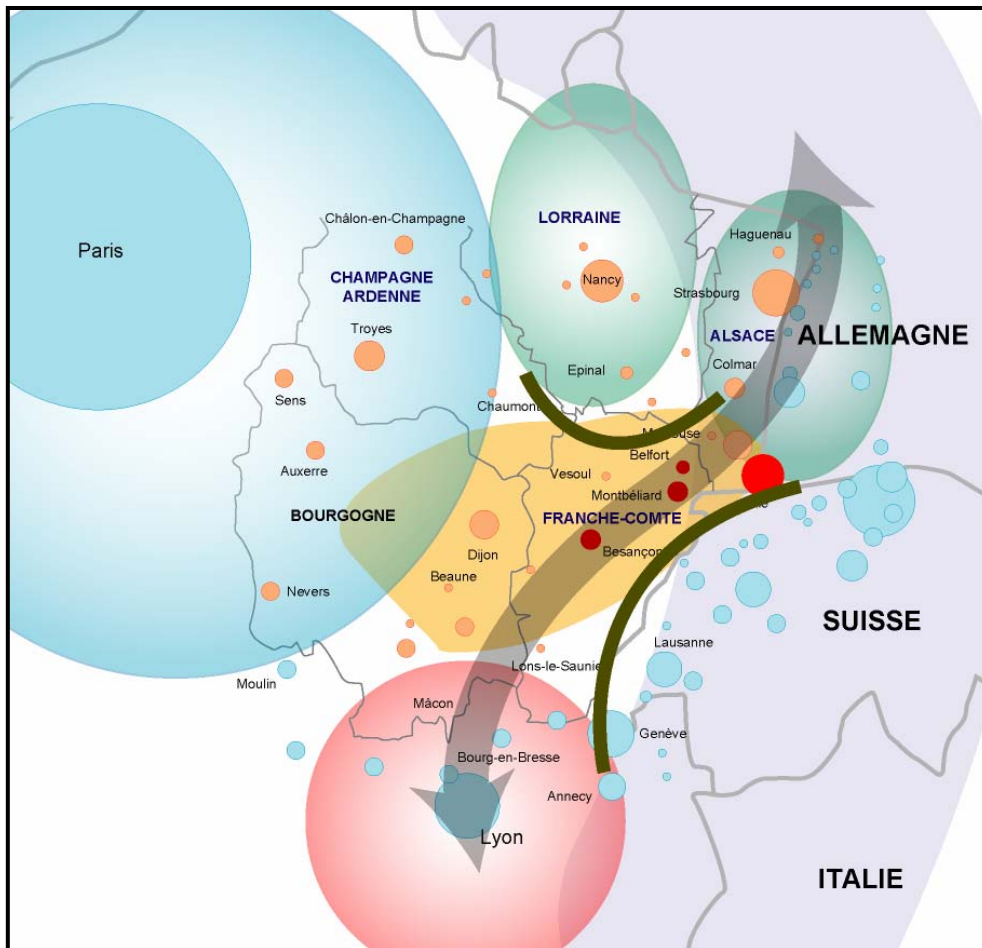 Châlon-en-Champagne
LORRAINE
Haguenau
Paris
CHAMPAGNE
ARDENNE
Nancy
Strasbourg
Troyes
ALSACE
ALLEMAGNE
Epinal
Colmar
Sens
Chaumont
Belfort
Auxerre
Vesoul
Montbéliard
BOURGOGNE
FRANCHE-COMTE
Dijon
Besançon
Beaune
Nevers
SUISSE
Lausanne
Lons-le-Saunie
Moulin
Mâcon
Genève
Bourg-en-Bresse
Annecy
Lyon
ITALIE